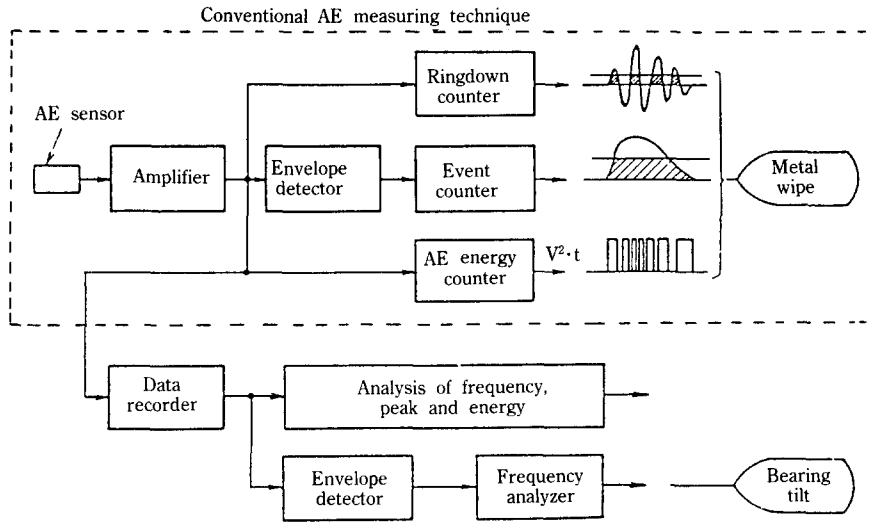 Conventional AE measuring technique
AE sensor
Amplifier
Envelope
detector
Ringdown
counter
Event
counter
AE energy
counter
V²·t
Metal
wipe
Data
recorder
Analysis of frequency,
peak and energy
Envelope
detector
Frequency
analyzer
Bearing
tilt